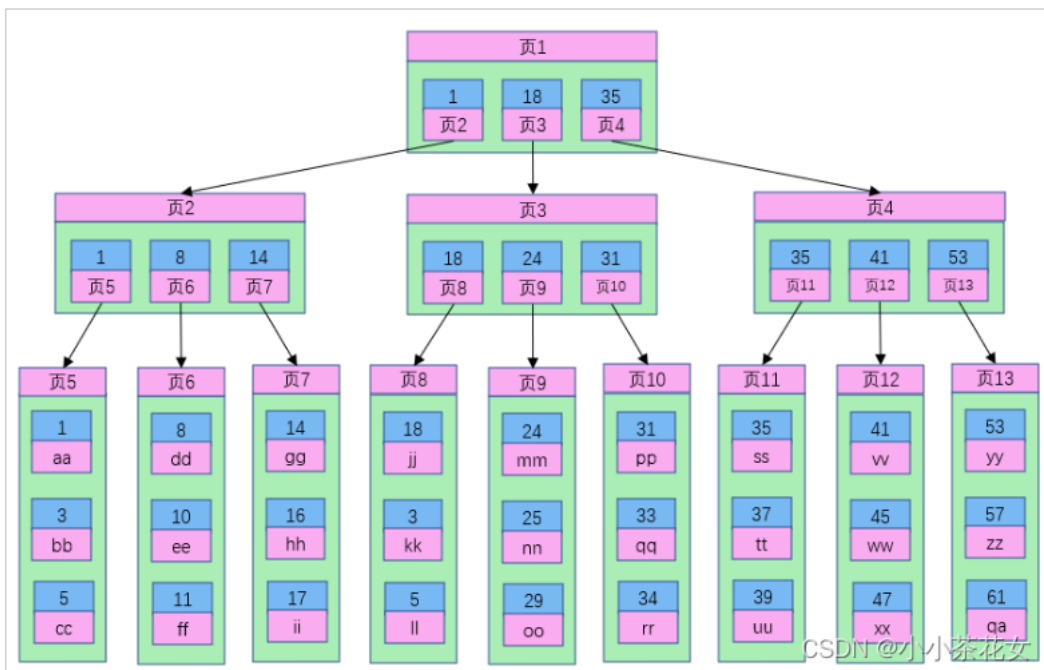 页1
1 18 35
页2 页3 页4
页2 页3 页4
1 8 14 18 24 31 35 41 53
页5 页6 页7 页8 页9 页10 页11 页12 页13
页5 页6 页7 页8 页9 页10 页11 页12 页13
1 8 14 18 24 31 35 41 53
aa dd gg jj mm pp ss vv yy
3 10 16 3 25 33 37 45 57
bb ee hh kk nn qq tt ww zz
5 11 17 5 29 34 39 47 61
cc ff ii ll oo rr uu xx qa
CSDN @小小茶花女